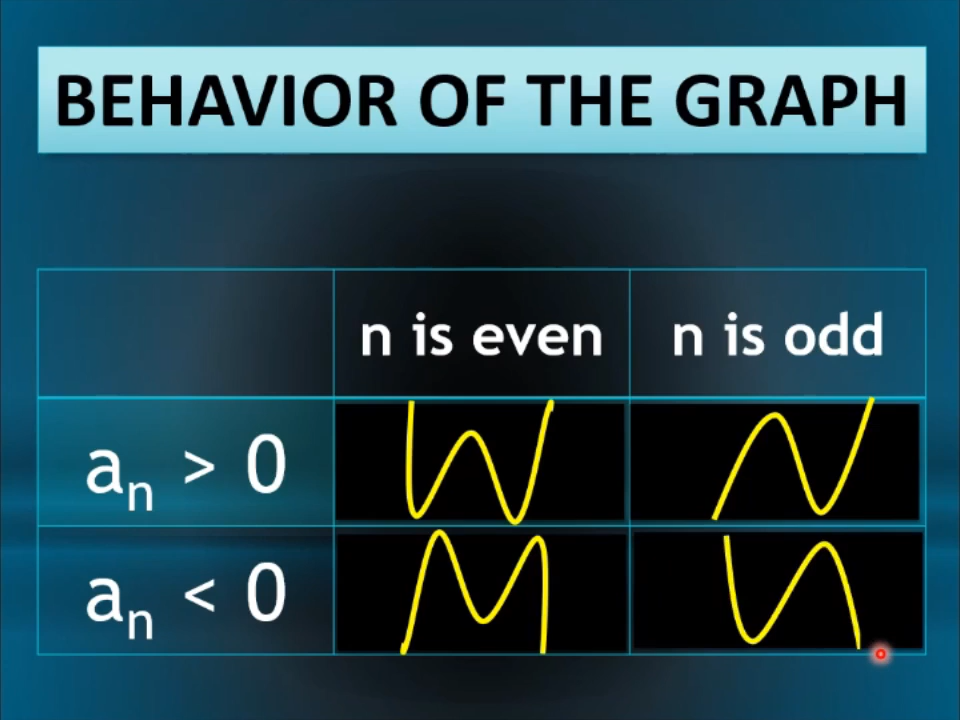 BEHAVIOR OF THE GRAPH
n is even n is odd
aₙ > 0
aₙ < 0